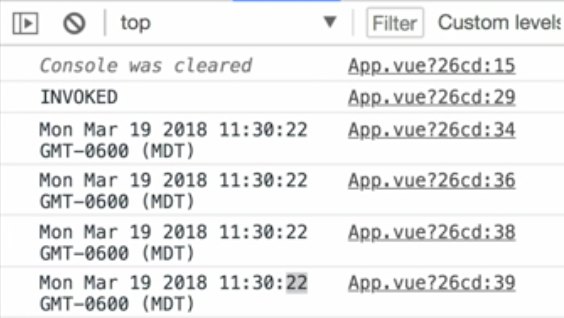 top Filter Custom levels
Console was cleared App.vue?26cd:15
INVOKED App.vue?26cd:29
Mon Mar 19 2018 11:30:22 App.vue?26cd:34
GMT-0600 (MDT)
Mon Mar 19 2018 11:30:22 App.vue?26cd:36
GMT-0600 (MDT)
Mon Mar 19 2018 11:30:22 App.vue?26cd:38
GMT-0600 (MDT)
Mon Mar 19 2018 11:30:22 App.vue?26cd:39
GMT-0600 (MDT)